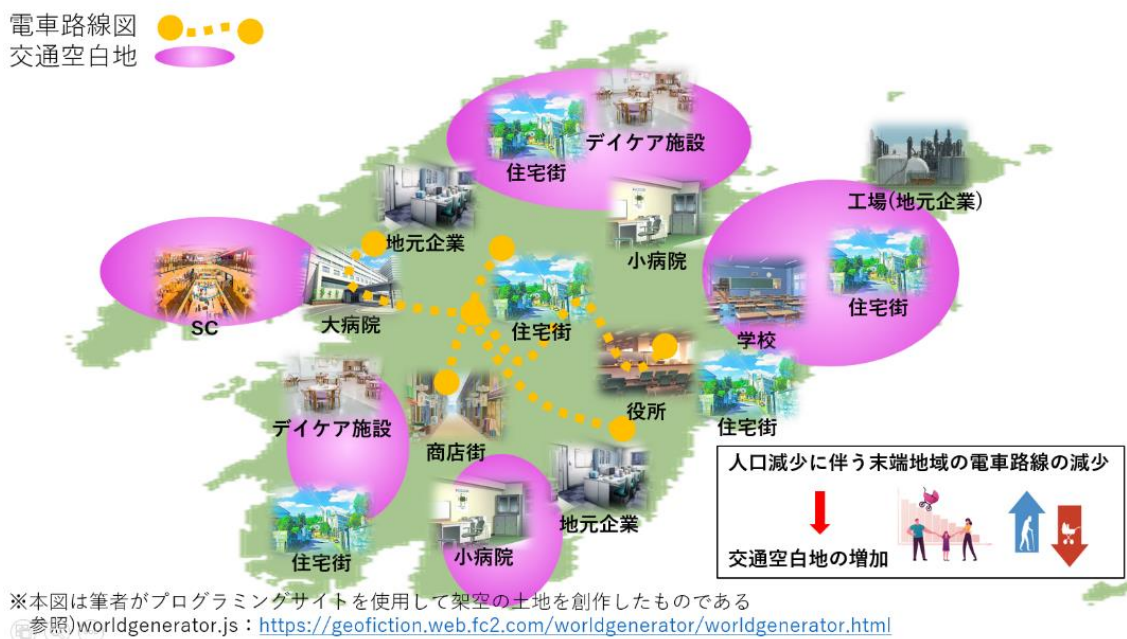 電車路線図
交通空白地
デイケア施設
住宅街
地元企業
小病院
工場(地元企業)
SC
大病院
住宅街
学校
住宅街
デイケア施設
商店街
役所
住宅街
住宅街
小病院
地元企業
人口減少に伴う末端地域の電車路線の減少
交通空白地の増加
※本図は筆者がプログラミングサイトを使用して架空の土地を創作したものである
参照)worldgenerator.js：https://geofiction.web.fc2.com/worldgenerator/worldgenerator.html